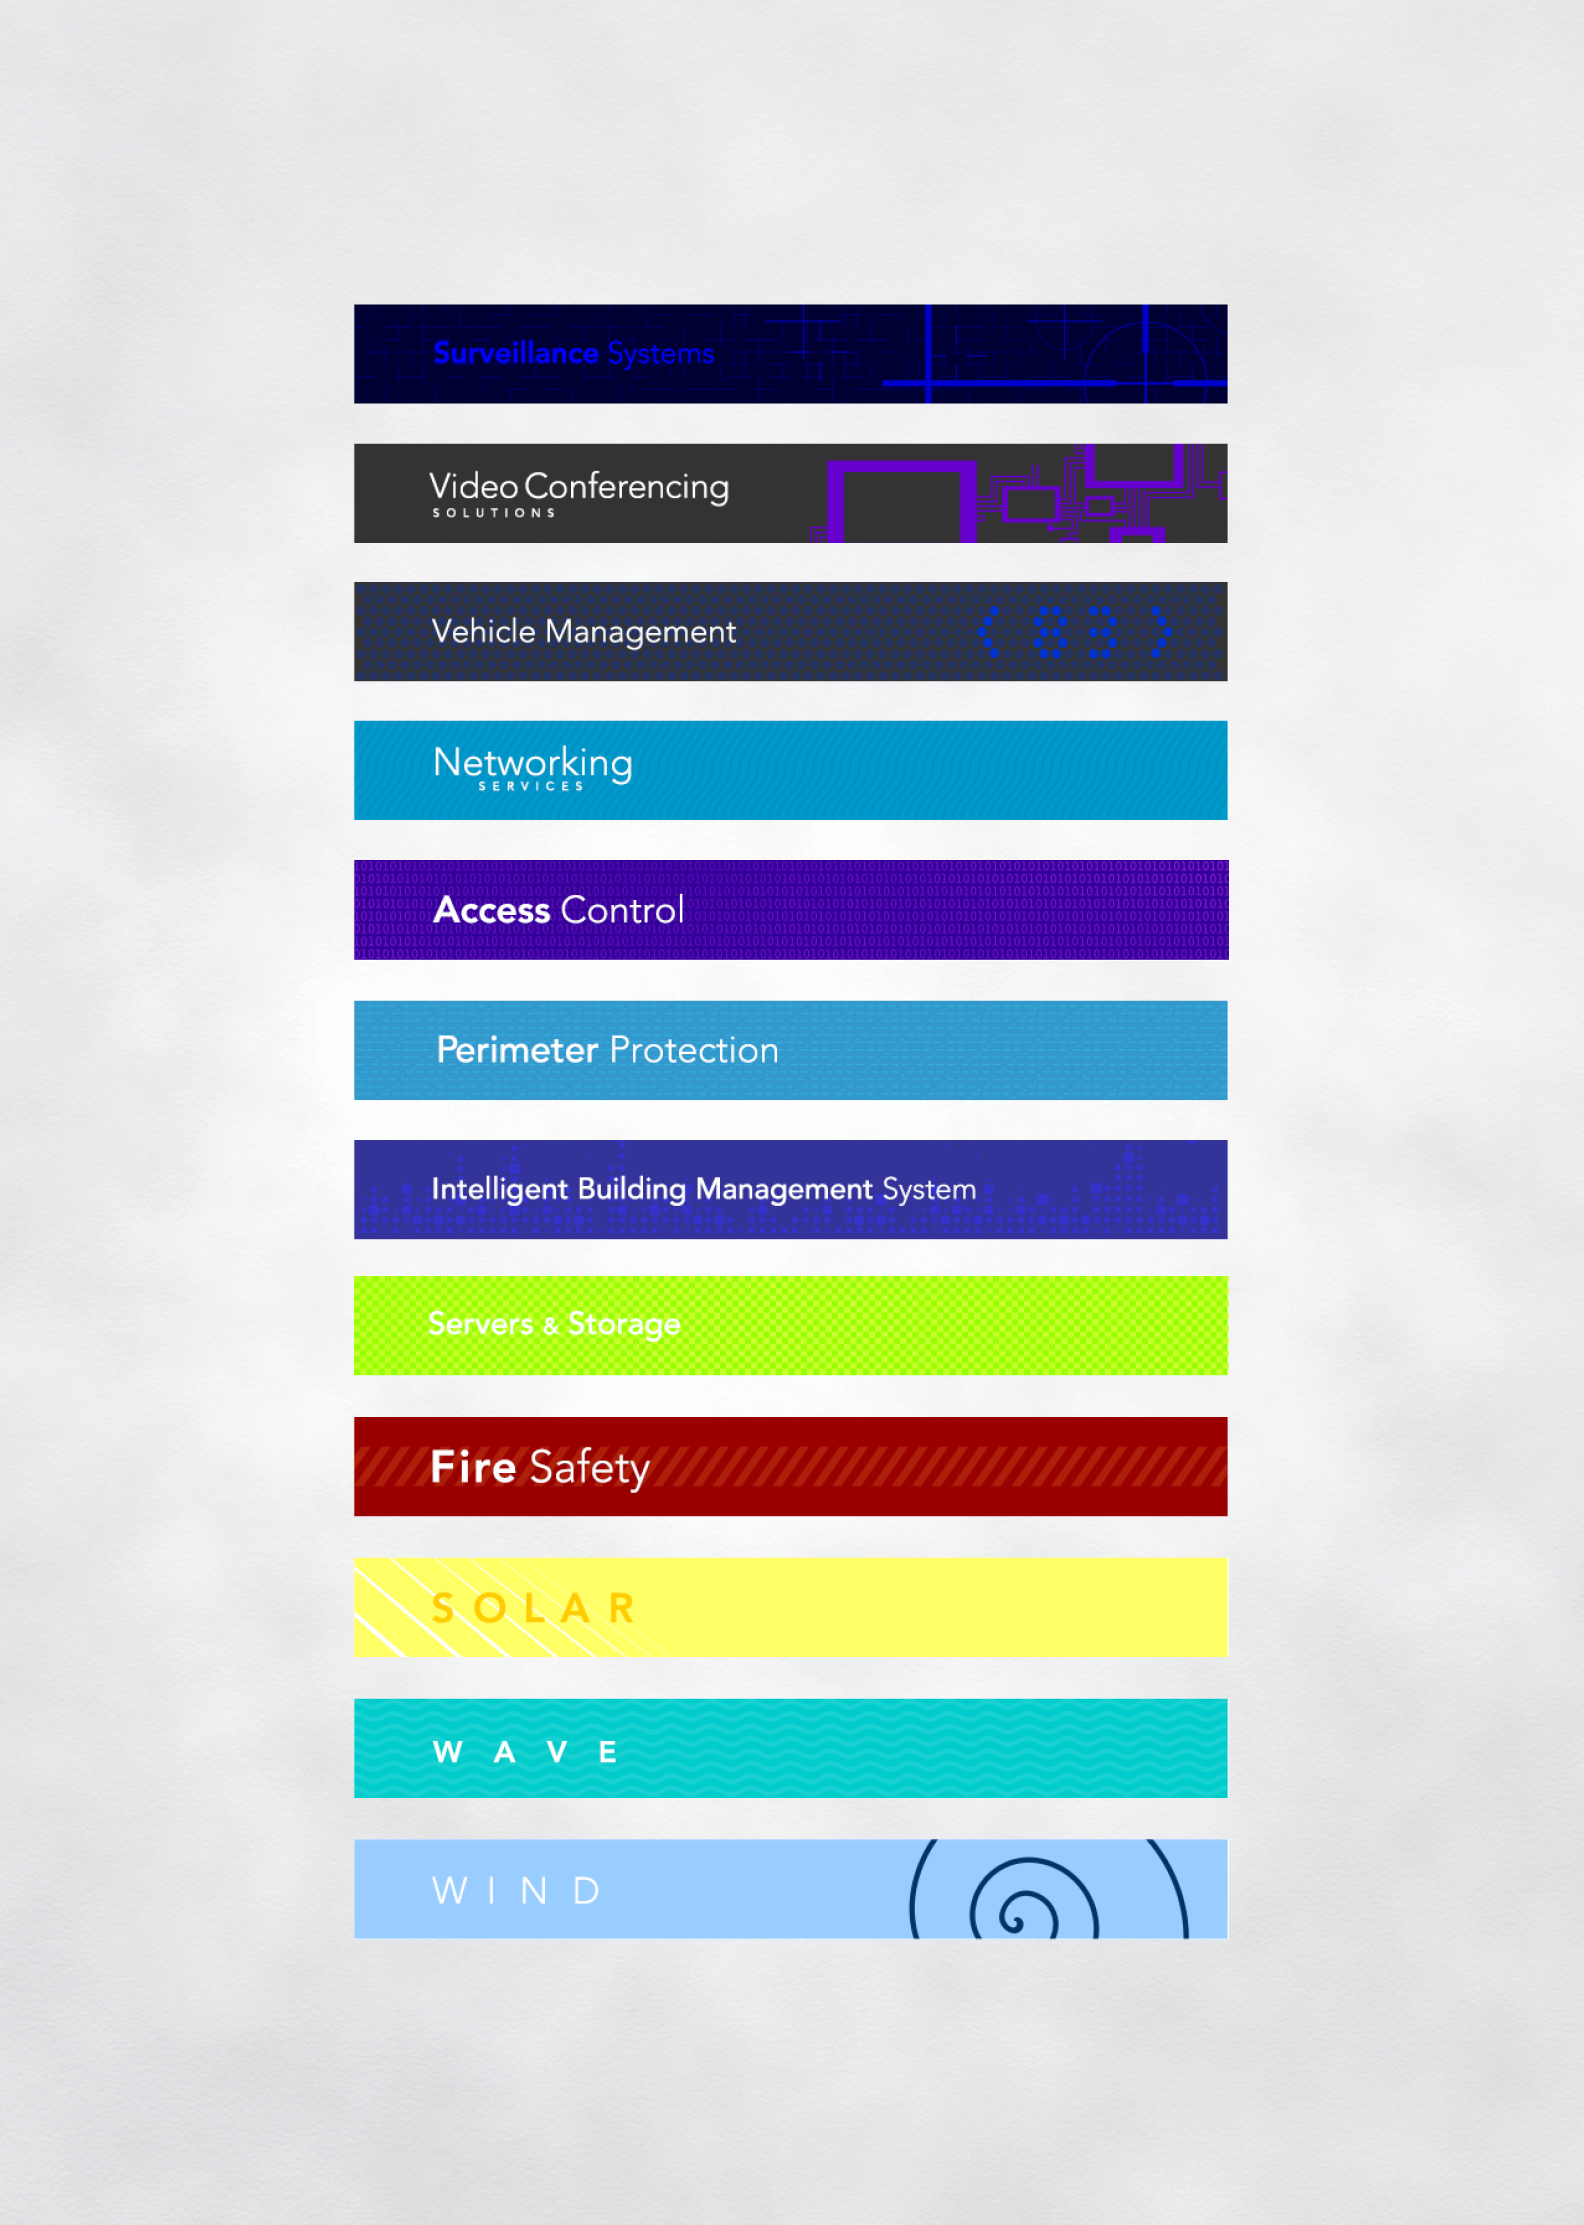 Surveillance Systems
Video Conferencing
SOLUTIONS
Vehicle Management
Networking
SERVICES
Access Control
Perimeter Protection
Intelligent Building Management System
Servers & Storage
Fire Safety
SOLAR
WAVE
WIND